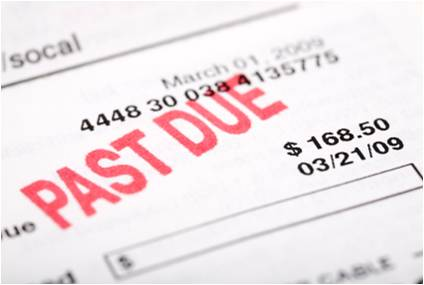 /socal
March 01, 2009
4448 30 038 4135775
PAST DUE
$ 168.50
03/21/09
ue
$
CABLE